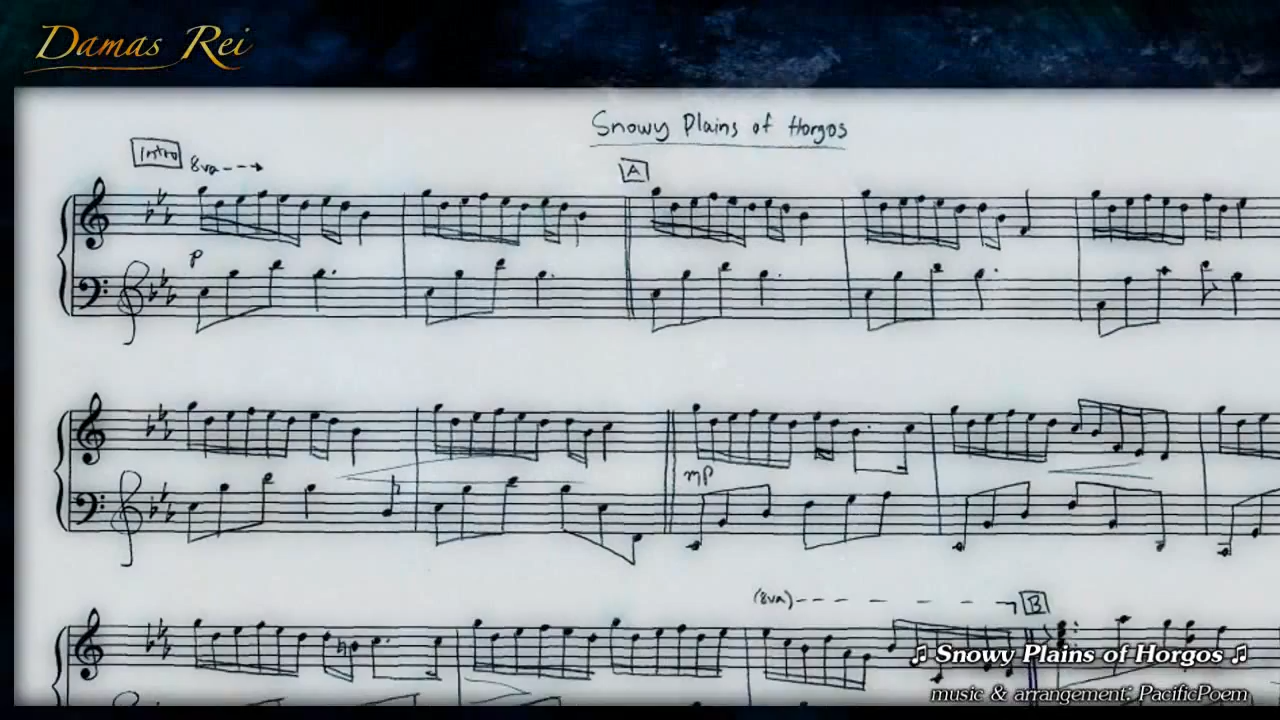 Damas Rei
Snowy Plains of Horgos
Intro
8va
A
p
mp
(8va)
B
♫ Snowy Plains of Horgos ♫
music & arrangement: PacificPoem